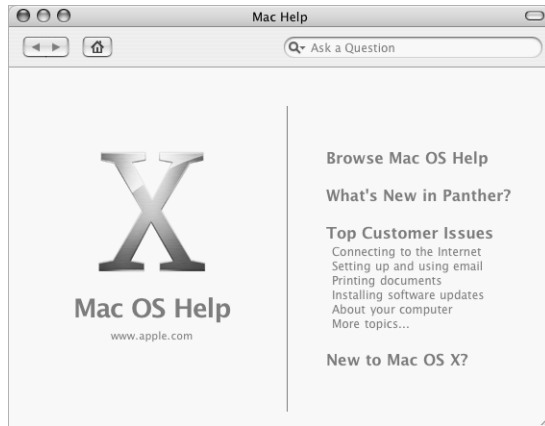 Mac Help
Ask a Question
X
Mac OS Help
www.apple.com
Browse Mac OS Help
What's New in Panther?
Top Customer Issues
Connecting to the Internet
Setting up and using email
Printing documents
Installing software updates
About your computer
More topics...
New to Mac OS X?